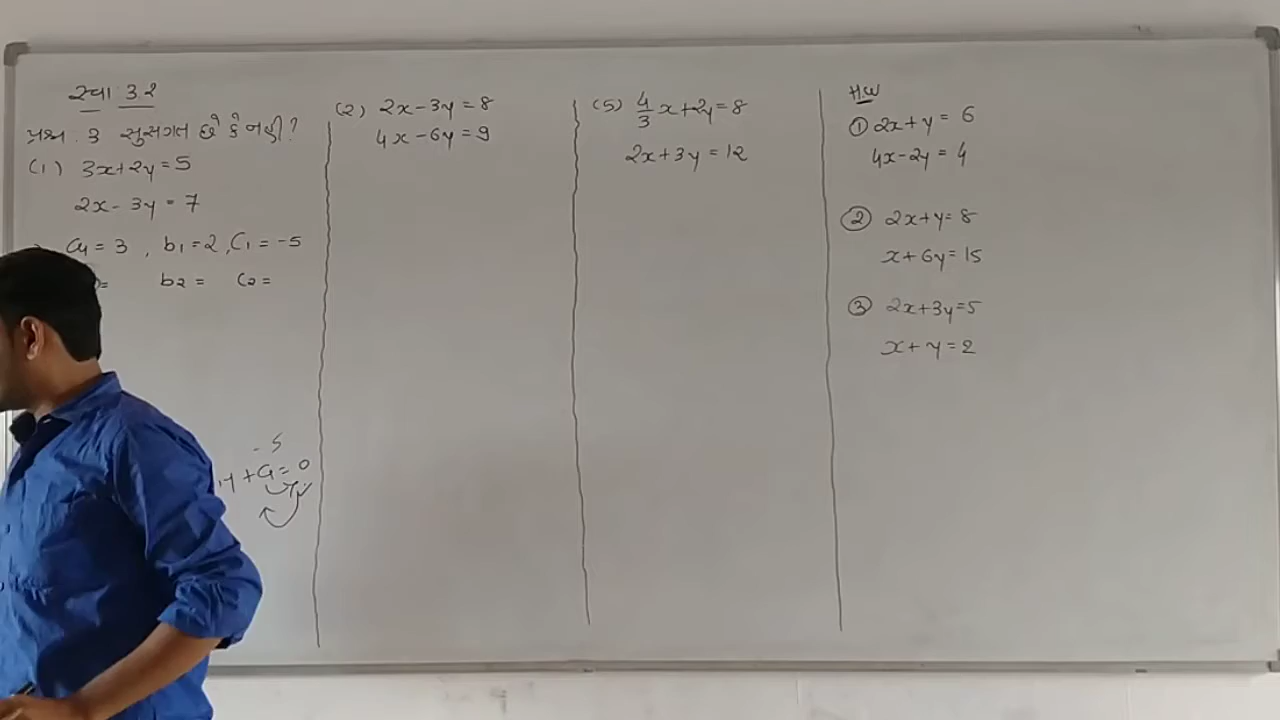 સ્વા 3.2
પ્રશ્ન . 3 સુસંગત છે કે નહી?
(1) 3x+2y=5
2x-3y=7
a1 = 3 , b1=2, C1 = -5
= b2 = C2 =
-5
+ C1 = 0
(2) 2x-3y=8
4x-6y=9
(5) 4/3 x+2y=8
2x+3y=12
H.W
① 2x+y= 6
4x-2y= 4
② 2x+y=8
x+6y=15
③ 2x+3y=5
x+y=2